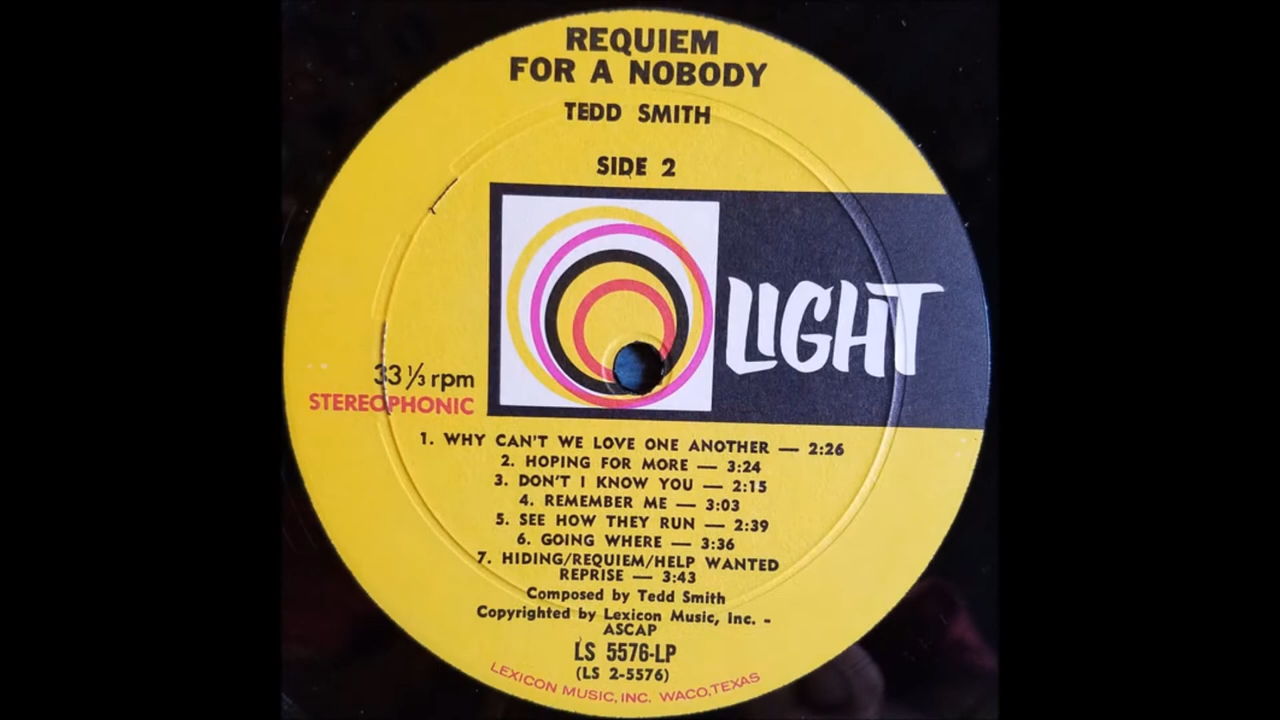 REQUIEM
FOR A NOBODY
TEDD SMITH
SIDE 2
LIGHT
33 1/3 rpm
STEREOPHONIC
1. WHY CAN'T WE LOVE ONE ANOTHER — 2:26
2. HOPING FOR MORE — 3:24
3. DON'T I KNOW YOU — 2:15
4. REMEMBER ME — 3:03
5. SEE HOW THEY RUN — 2:39
6. GOING WHERE — 3:36
7. HIDING/REQUIEM/HELP WANTED
REPRISE — 3:43
Composed by Tedd Smith
Copyrighted by Lexicon Music, Inc. -
ASCAP
LS 5576-LP
(LS 2-5576)
LEXICON MUSIC, INC. WACO, TEXAS